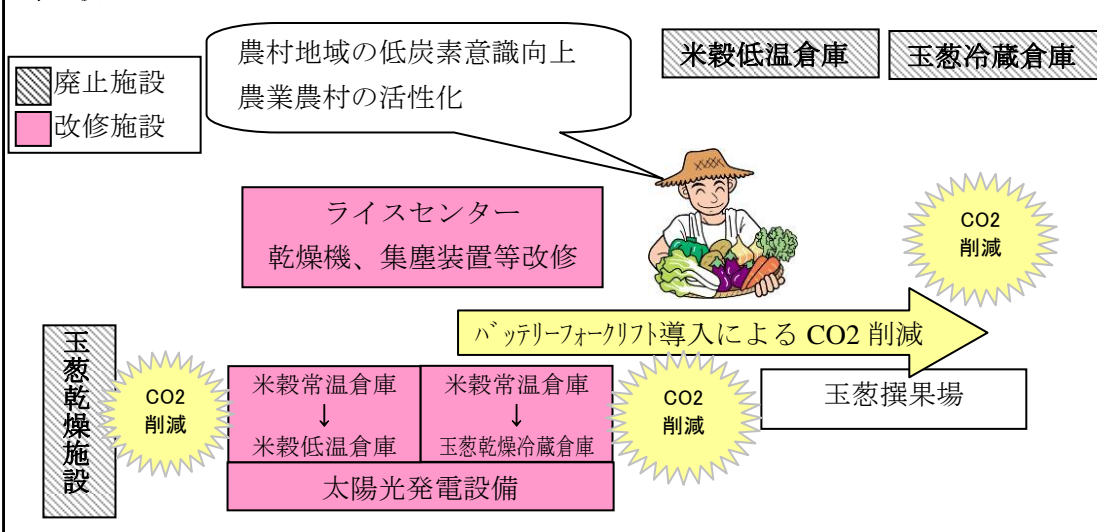 農村地域の低炭素意識向上
農業農村の活性化
米穀低温倉庫
玉葱冷蔵倉庫
廃止施設
改修施設
ライスセンター
乾燥機、集塵装置等改修
CO2
削減
ﾊﾞｯﾃﾘｰﾌｫｰｸﾘﾌﾄ導入による CO2 削減
玉葱乾燥施設
CO2
削減
米穀常温倉庫
↓
米穀低温倉庫
米穀常温倉庫
↓
玉葱乾燥冷蔵倉庫
CO2
削減
玉葱撰果場
太陽光発電設備